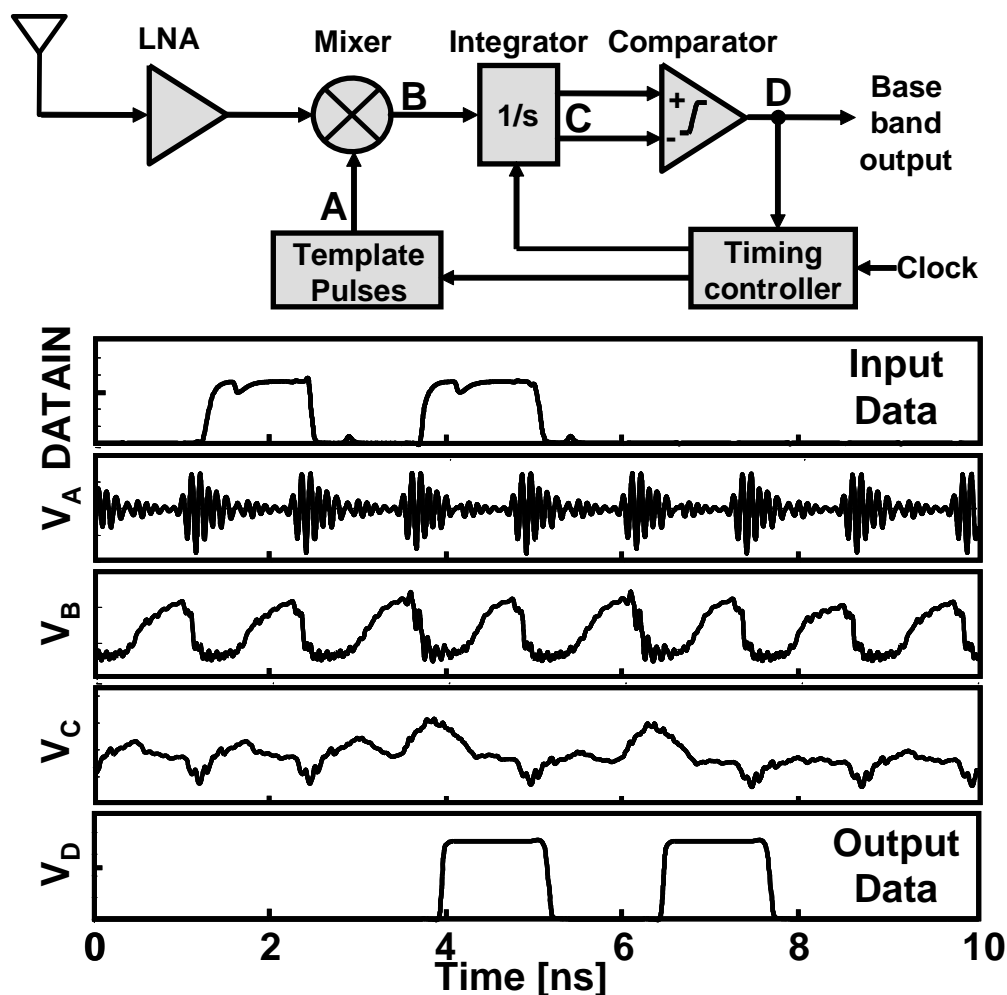 LNA
Mixer
Integrator
Comparator
B
1/s
C
+
-
D
Base
band
output
A
Template
Pulses
Timing
controller
Clock
DATAIN
Input
Data
VA
VB
VC
VD
Output
Data
0 2 4 6 8 10
Time [ns]